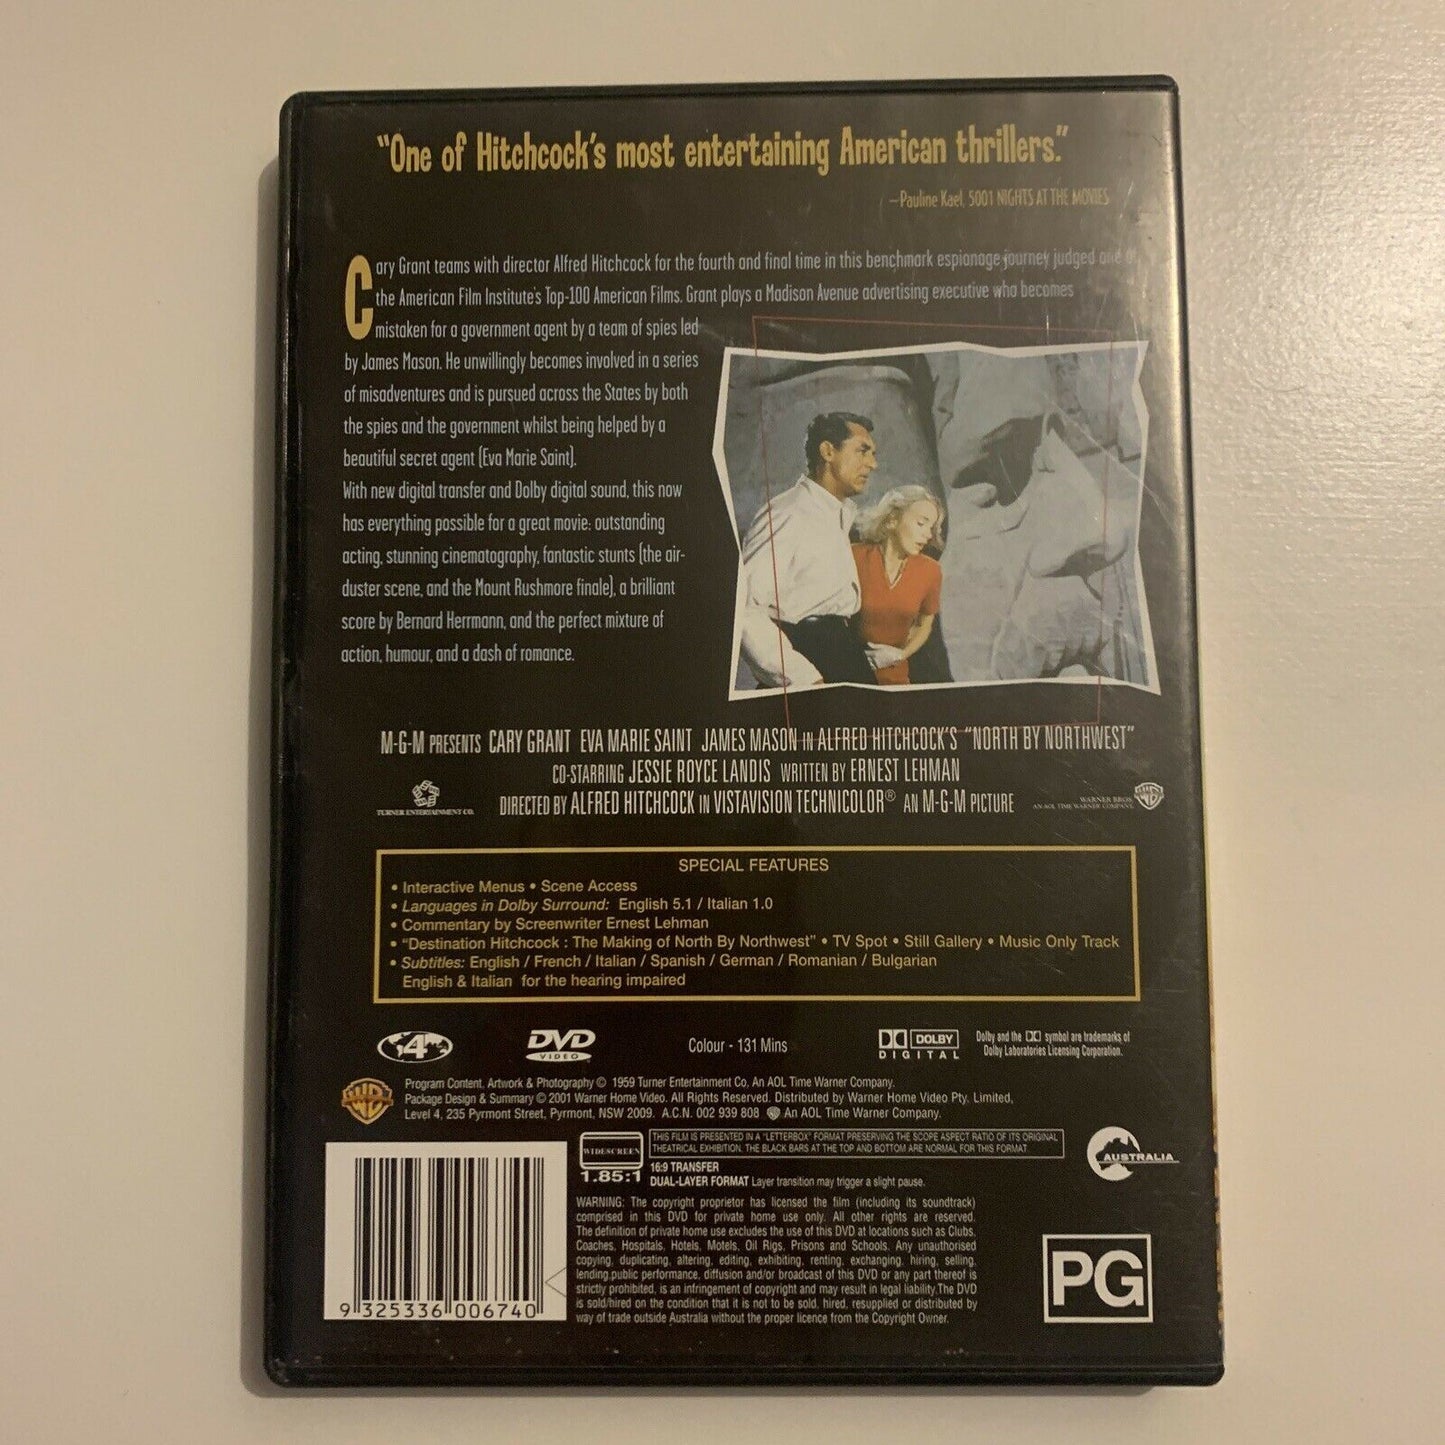 "One of Hitchcock's most entertaining American thrillers."
—Pauline Kael, 5001 NIGHTS AT THE MOVIES
Cary Grant teams with director Alfred Hitchcock for the fourth and final time in this benchmark espionage journey judged one of
the American Film Institute's Top-100 American Films. Grant plays a Madison Avenue advertising executive who becomes
mistaken for a government agent by a team of spies led
by James Mason. He unwillingly becomes involved in a series
of misadventures and is pursued across the States by both
the spies and the government whilst being helped by a
beautiful secret agent (Eva Marie Saint).
With new digital transfer and Dolby digital sound, this now
has everything possible for a great movie: outstanding
acting, stunning cinematography, fantastic stunts (the air-
duster scene, and the Mount Rushmore finale), a brilliant
score by Bernard Herrmann, and the perfect mixture of
action, humour, and a dash of romance.
M-G-M PRESENTS CARY GRANT EVA MARIE SAINT JAMES MASON IN ALFRED HITCHCOCK'S "NORTH BY NORTHWEST"
CO-STARRING JESSIE ROYCE LANDIS WRITTEN BY ERNEST LEHMAN
DIRECTED BY ALFRED HITCHCOCK IN VISTAVISION TECHNICOLOR® AN M-G-M PICTURE
TURNER ENTERTAINMENT CO.
WARNER BROS.
AN AOL TIME WARNER COMPANY
SPECIAL FEATURES
• Interactive Menus • Scene Access
• Languages in Dolby Surround: English 5.1 / Italian 1.0
• Commentary by Screenwriter Ernest Lehman
• "Destination Hitchcock : The Making of North By Northwest" • TV Spot • Still Gallery • Music Only Track
• Subtitles: English / French / Italian / Spanish / German / Romanian / Bulgarian
English & Italian for the hearing impaired
4
DVD
VIDEO
Colour - 131 Mins
DOLBY
DIGITAL
Dolby and the DD symbol are trademarks of
Dolby Laboratories Licensing Corporation.
Program Content, Artwork & Photography © 1959 Turner Entertainment Co, An AOL Time Warner Company.
Package Design & Summary © 2001 Warner Home Video. All Rights Reserved. Distributed by Warner Home Video Pty. Limited,
Level 4, 235 Pyrmont Street, Pyrmont, NSW 2009. A.C.N. 002 939 808 An AOL Time Warner Company.
WIDESCREEN
1.85:1
THIS FILM IS PRESENTED IN A "LETTERBOX" FORMAT PRESERVING THE SCOPE ASPECT RATIO OF ITS ORIGINAL
THEATRICAL EXHIBITION. THE BLACK BARS AT THE TOP AND BOTTOM ARE NORMAL FOR THIS FORMAT.
16:9 TRANSFER
DUAL-LAYER FORMAT Layer transition may trigger a slight pause.
AUSTRALIA
WARNING: The copyright proprietor has licensed the film (including its soundtrack)
comprised in this DVD for private home use only. All other rights are reserved.
The definition of private home use excludes the use of this DVD at locations such as Clubs,
Coaches, Hospitals, Hotels, Motels, Oil Rigs, Prisons and Schools. Any unauthorised
copying, duplicating, altering, editing, exhibiting, renting, exchanging, hiring, selling,
lending,public performance, diffusion and/or broadcast of this DVD or any part thereof is
strictly prohibited, is an infringement of copyright and may result in legal liability.The DVD
is sold/hired on the condition that it is not to be sold, hired, resupplied or distributed by
way of trade outside Australia without the proper licence from the Copyright Owner.
9 325336 006740
PG